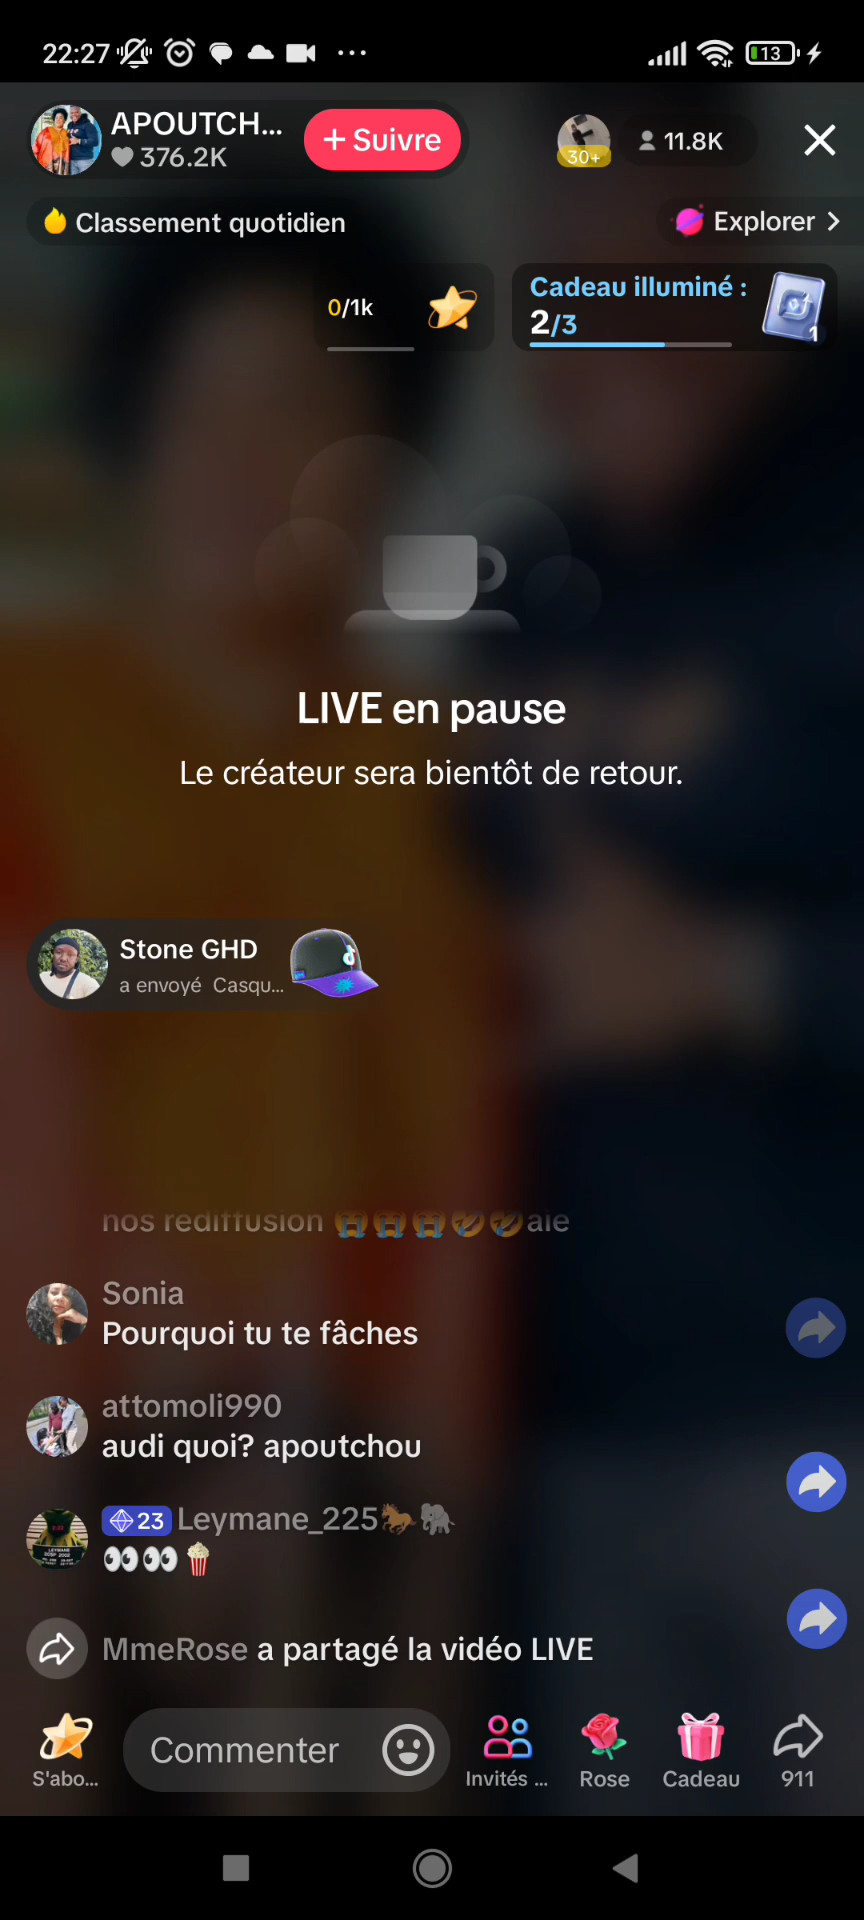 22:27
13
APOUTCH...
376.2K
+ Suivre
30+
11.8K
Classement quotidien
Explorer >
0/1k
Cadeau illuminé :
2/3
1
LIVE en pause
Le créateur sera bientôt de retour.
Stone GHD
a envoyé Casqu...
nos rediffusion 😭😭😭🤣🤣aie
Sonia
Pourquoi tu te fâches
attomoli990
audi quoi? apoutchou
23 Leymane_225🐎🐘
👀👀🍿
MmeRose a partagé la vidéo LIVE
Commenter
S'abo...
Invités ...
Rose
Cadeau
911